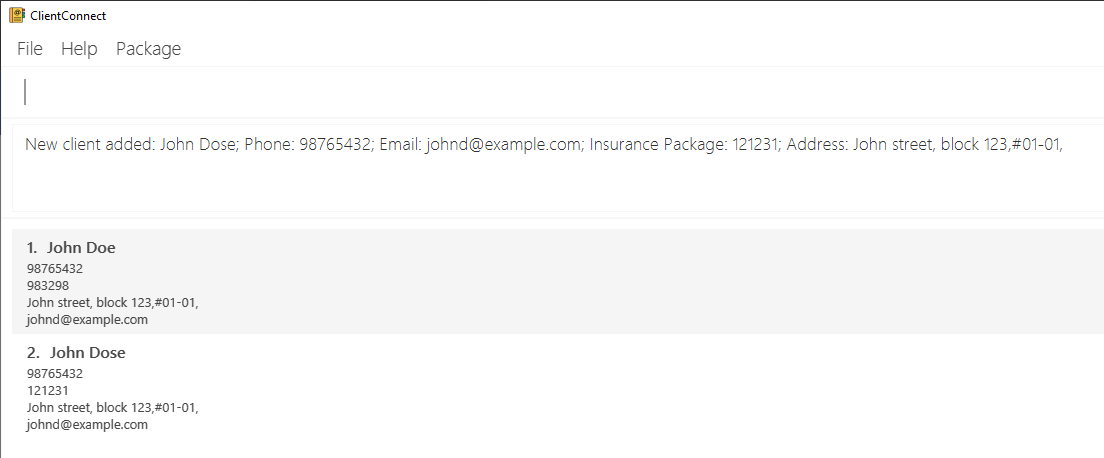 ClientConnect
File Help Package
New client added: John Dose; Phone: 98765432; Email: johnd@example.com; Insurance Package: 121231; Address: John street, block 123,#01-01,
1. John Doe
98765432
983298
John street, block 123,#01-01,
johnd@example.com
2. John Dose
98765432
121231
John street, block 123,#01-01,
johnd@example.com